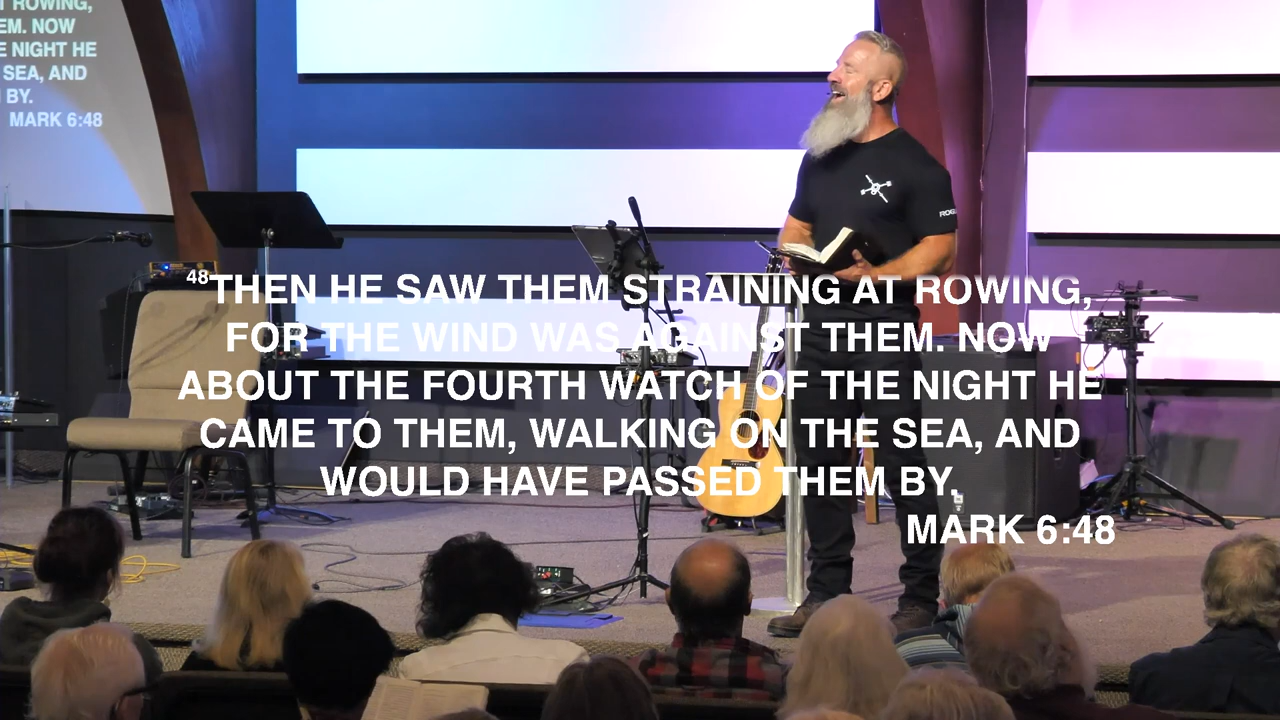 T ROWING,
EM. NOW
E NIGHT HE
SEA, AND
BY.
MARK 6:48
48THEN HE SAW THEM STRAINING AT ROWING,
FOR THE WIND WAS AGAINST THEM. NOW
ABOUT THE FOURTH WATCH OF THE NIGHT HE
CAME TO THEM, WALKING ON THE SEA, AND
WOULD HAVE PASSED THEM BY.
MARK 6:48